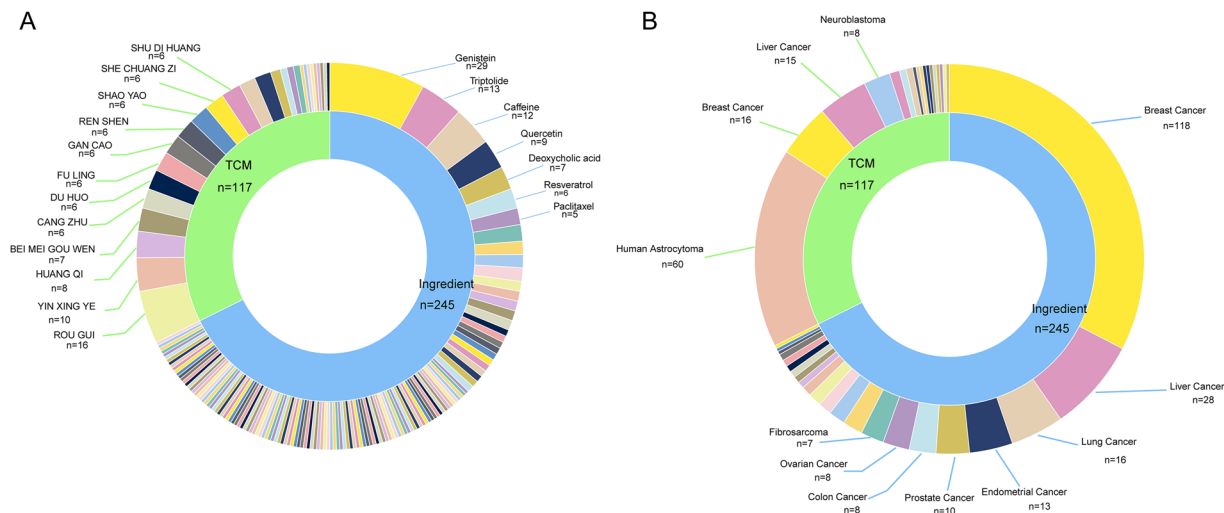 A
SHU DI HUANG
n=6
SHE CHUANG ZI
n=6
SHAO YAO
n=6
REN SHEN
n=6
GAN CAO
n=6
FU LING
n=6
DU HUO
n=6
CANG ZHU
n=6
BEI MEI GOU WEN
n=7
HUANG QI
n=8
YIN XING YE
n=10
ROU GUI
n=16
TCM
n=117
Genistein
n=29
Triptolide
n=13
Caffeine
n=12
Quercetin
n=9
Deoxycholic acid
n=7
Resveratrol
n=6
Paclitaxel
n=5
Ingredient
n=245
B
Neuroblastoma
n=8
Liver Cancer
n=15
Breast Cancer
n=16
Human Astrocytoma
n=60
TCM
n=117
Breast Cancer
n=118
Ingredient
n=245
Liver Cancer
n=28
Lung Cancer
n=16
Endometrial Cancer
n=13
Prostate Cancer
n=10
Colon Cancer
n=8
Ovarian Cancer
n=8
Fibrosarcoma
n=7